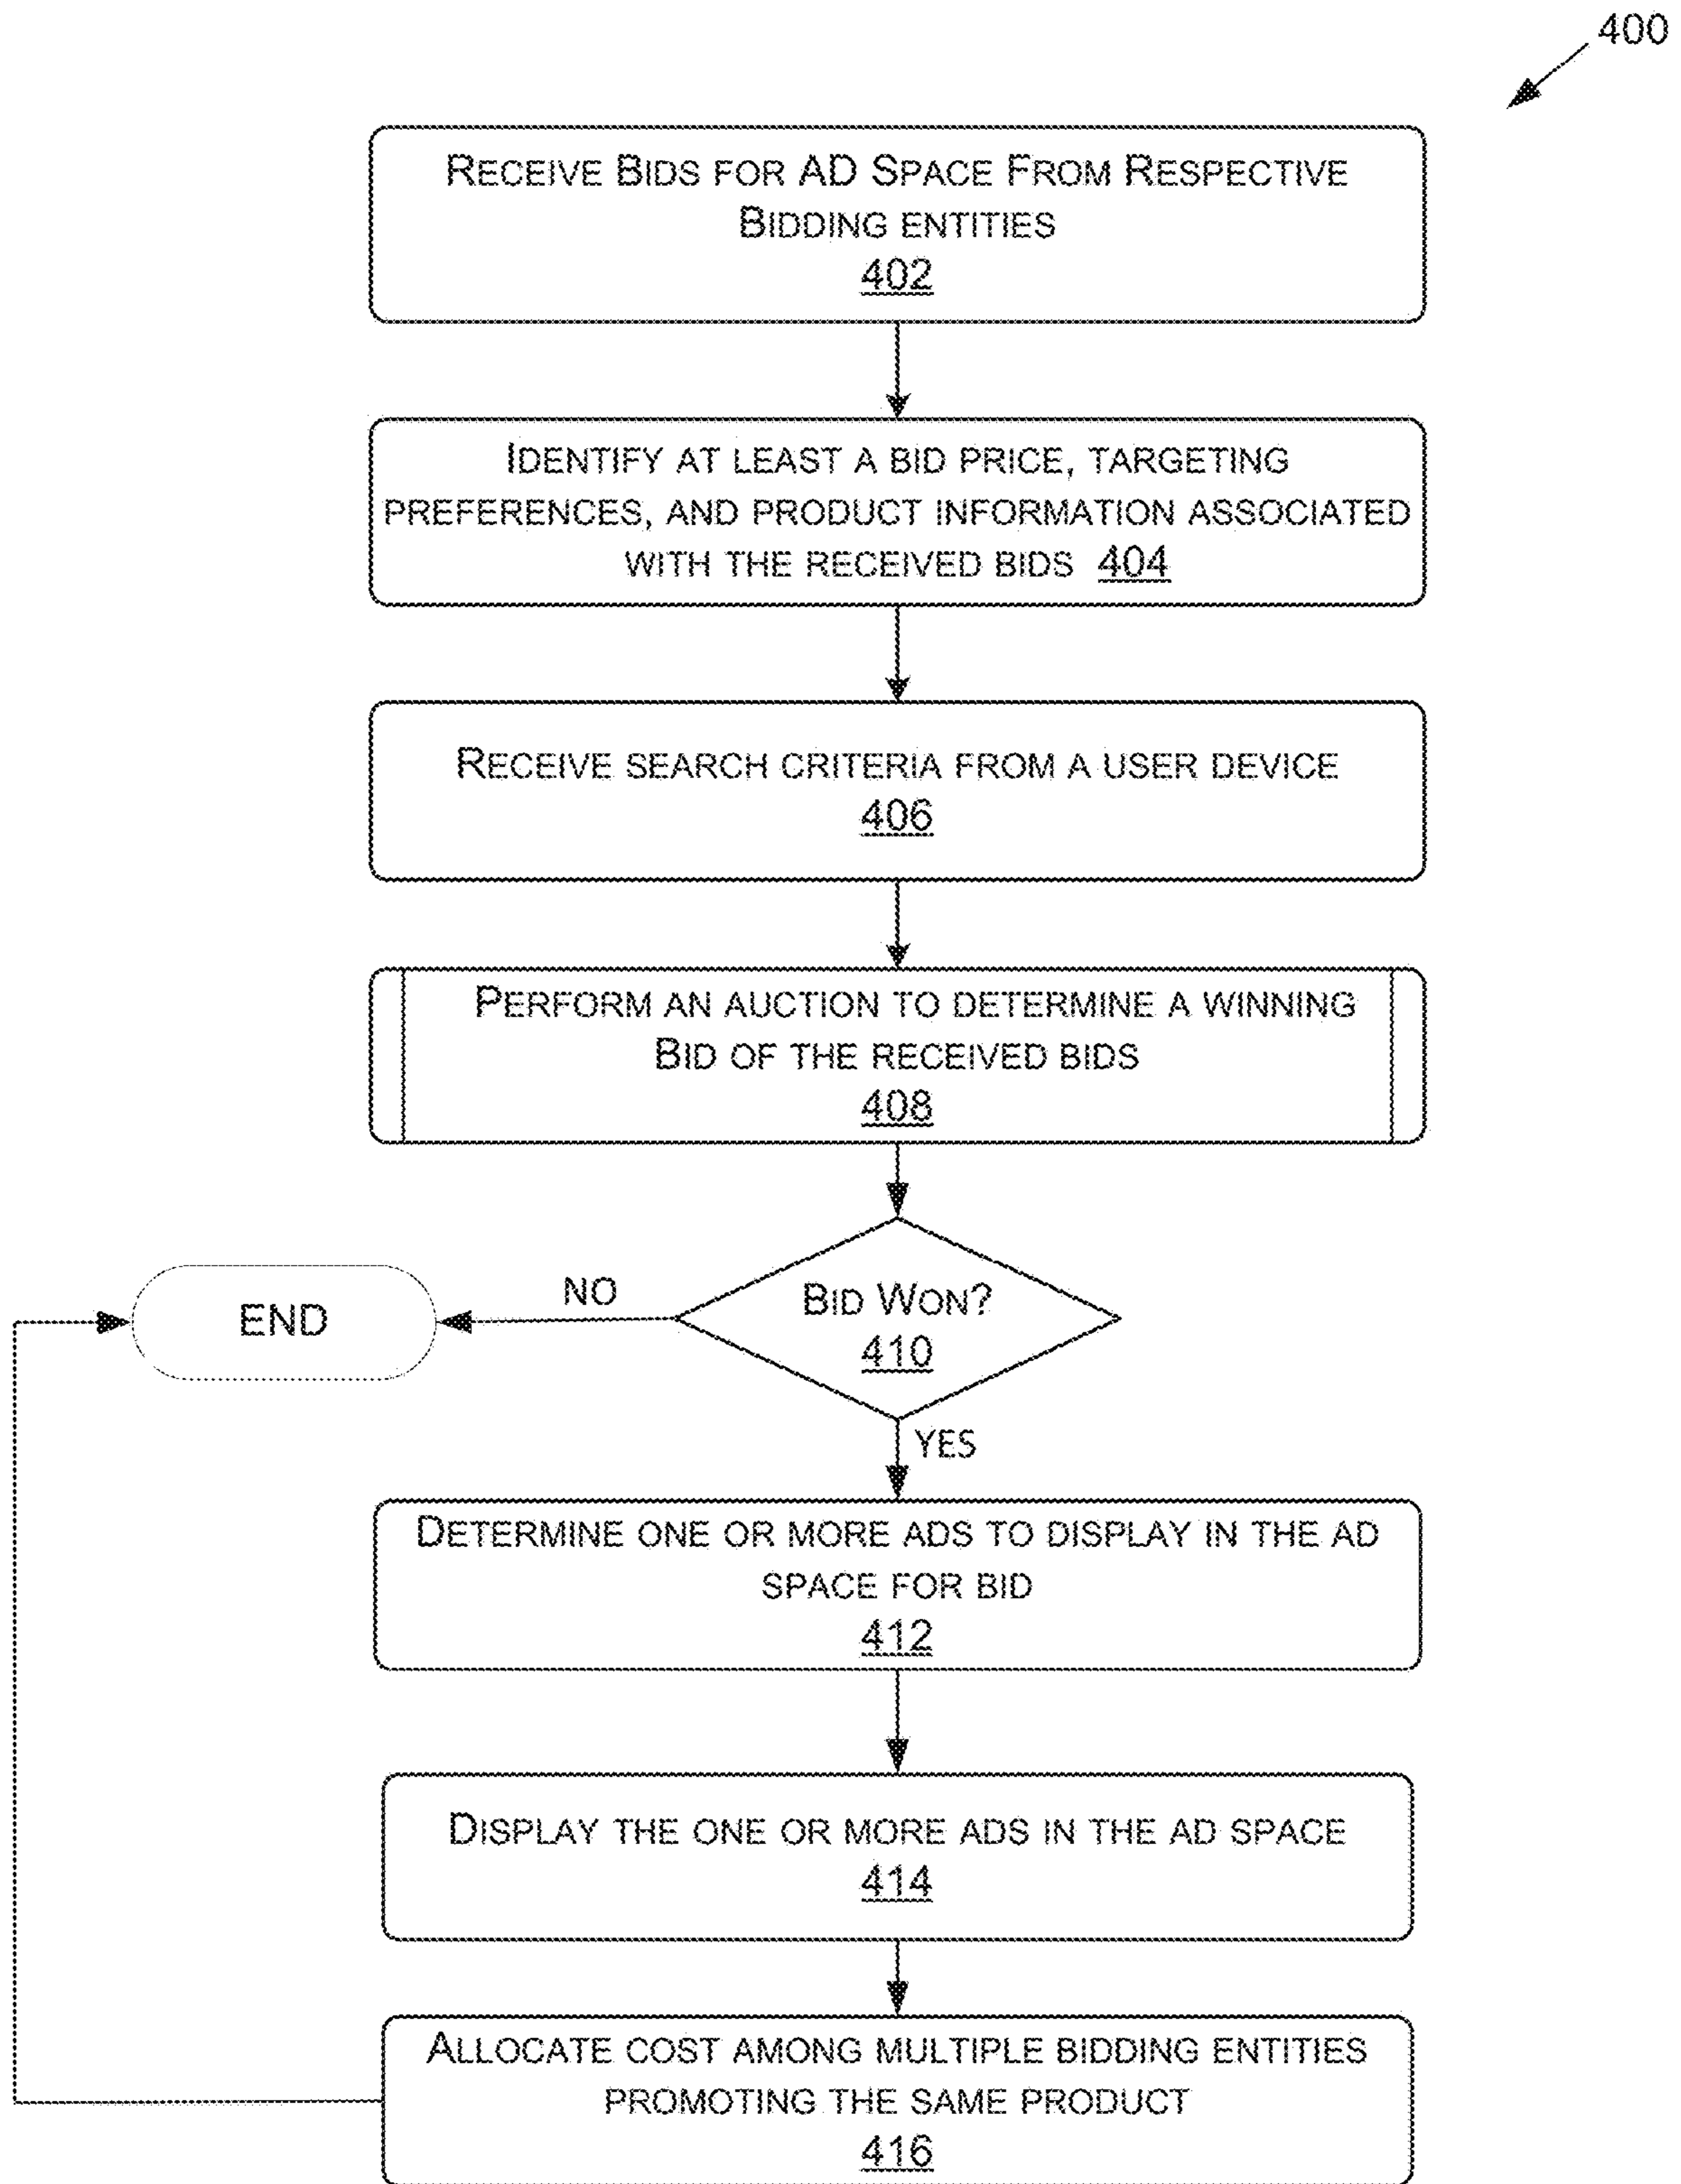 400
RECEIVE BIDS FOR AD SPACE FROM RESPECTIVE
BIDDING ENTITIES
402
IDENTIFY AT LEAST A BID PRICE, TARGETING
PREFERENCES, AND PRODUCT INFORMATION ASSOCIATED
WITH THE RECEIVED BIDS 404
RECEIVE SEARCH CRITERIA FROM A USER DEVICE
406
PERFORM AN AUCTION TO DETERMINE A WINNING
BID OF THE RECEIVED BIDS
408
BID WON?
410
NO
END
YES
DETERMINE ONE OR MORE ADS TO DISPLAY IN THE AD
SPACE FOR BID
412
DISPLAY THE ONE OR MORE ADS IN THE AD SPACE
414
ALLOCATE COST AMONG MULTIPLE BIDDING ENTITIES
PROMOTING THE SAME PRODUCT
416